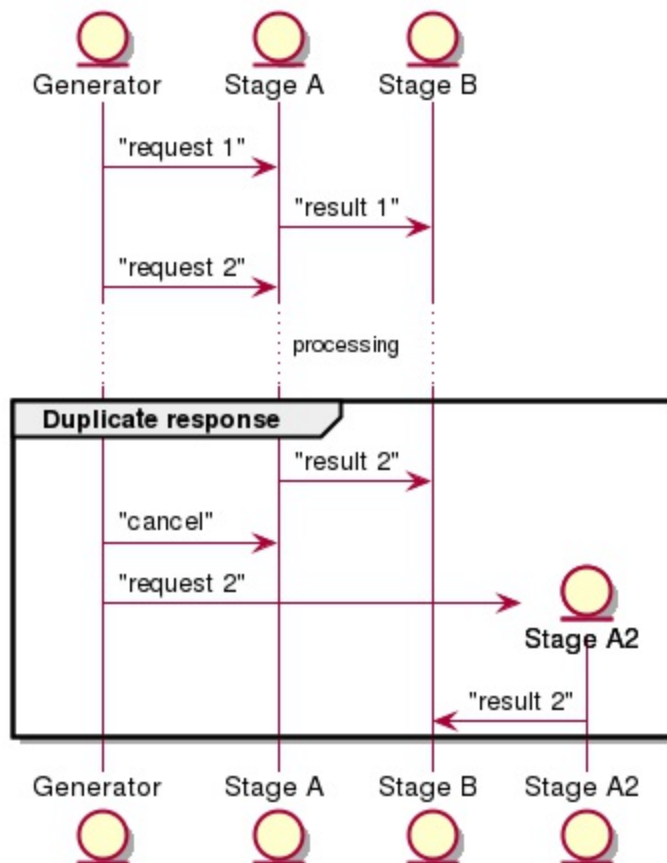 Generator Stage A Stage B
"request 1"
"result 1"
"request 2"
processing
Duplicate response
"result 2"
"cancel"
"request 2"
Stage A2
"result 2"
Generator Stage A Stage B Stage A2